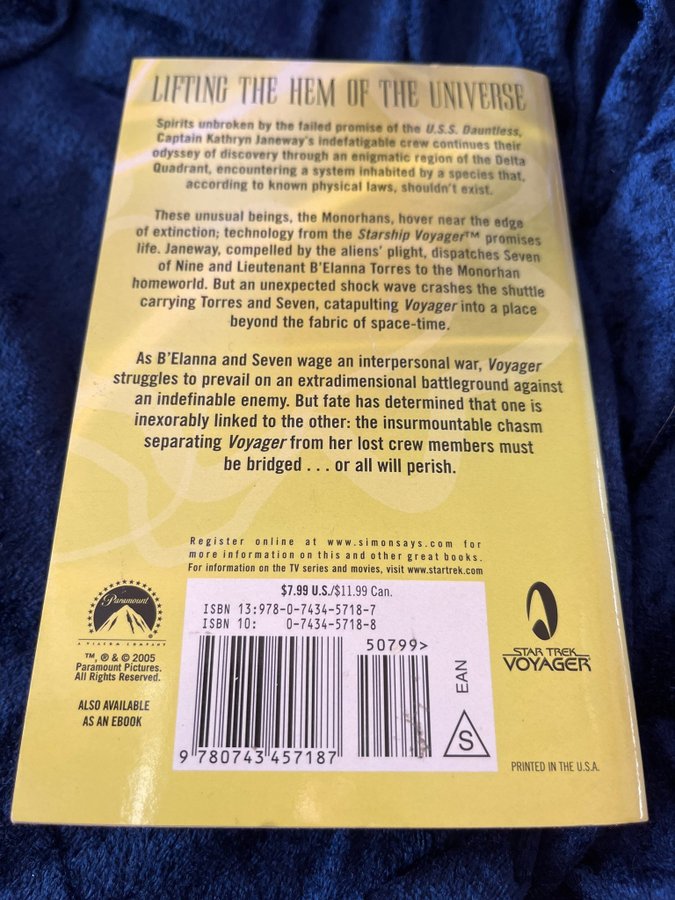 LIFTING THE HEM OF THE UNIVERSE
Spirits unbroken by the failed promise of the U.S.S. Dauntless,
Captain Kathryn Janeway's indefatigable crew continues their
odyssey of discovery through an enigmatic region of the Delta
Quadrant, encountering a system inhabited by a species that,
according to known physical laws, shouldn't exist.
These unusual beings, the Monorhans, hover near the edge
of extinction; technology from the Starship Voyager™ promises
life. Janeway, compelled by the aliens' plight, dispatches Seven
of Nine and Lieutenant B'Elanna Torres to the Monorhan
homeworld. But an unexpected shock wave crashes the shuttle
carrying Torres and Seven, catapulting Voyager into a place
beyond the fabric of space-time.
As B'Elanna and Seven wage an interpersonal war, Voyager
struggles to prevail on an extradimensional battleground against
an indefinable enemy. But fate has determined that one is
inexorably linked to the other: the insurmountable chasm
separating Voyager from her lost crew members must
be bridged . . . or all will perish.
Register online at www.simonsays.com for
more information on this and other great books.
For information on the TV series and movies, visit www.startrek.com
Paramount
A VIACOM COMPANY
™, ® & © 2005
Paramount Pictures.
All Rights Reserved.
ALSO AVAILABLE
AS AN EBOOK
$7.99 U.S./$11.99 Can.
ISBN 13:978-0-7434-5718-7
ISBN 10: 0-7434-5718-8
50799>
9 780743 457187
EAN
S
STAR TREK
VOYAGER
PRINTED IN THE U.S.A.